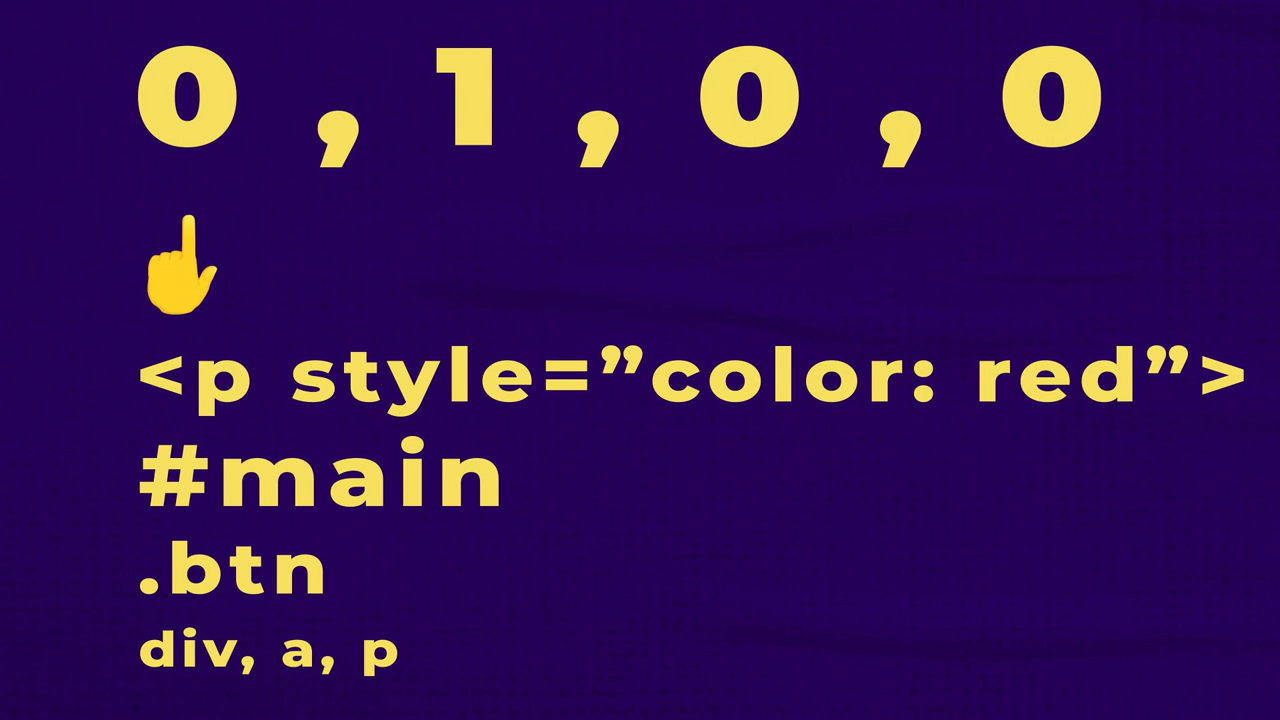 0 , 1 , 0 , 0
<p style=”color: red”>
#main
.btn
div, a, p